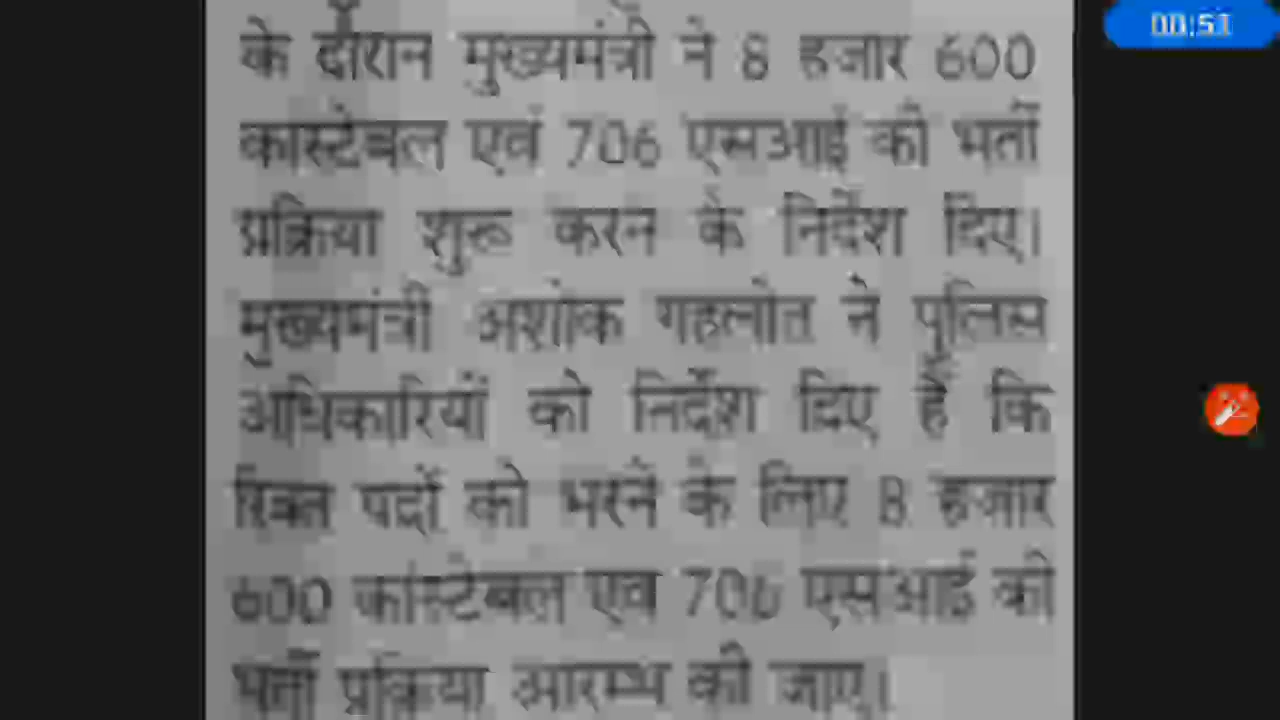 के दौरान मुख्यमंत्री ने 8 हजार 600
00:51
कांस्टेबल एवं 706 एसआई की भर्ती
प्रक्रिया शुरू करने के निर्देश दिए।
मुख्यमंत्री अशोक गहलोत ने पुलिस
अधिकारियों को निर्देश दिए हैं कि
रिक्त पदों को भरने के लिए 8 हजार
600 कांस्टेबल एवं 706 एसआई की
भर्ती प्रक्रिया आरम्भ की जाए।